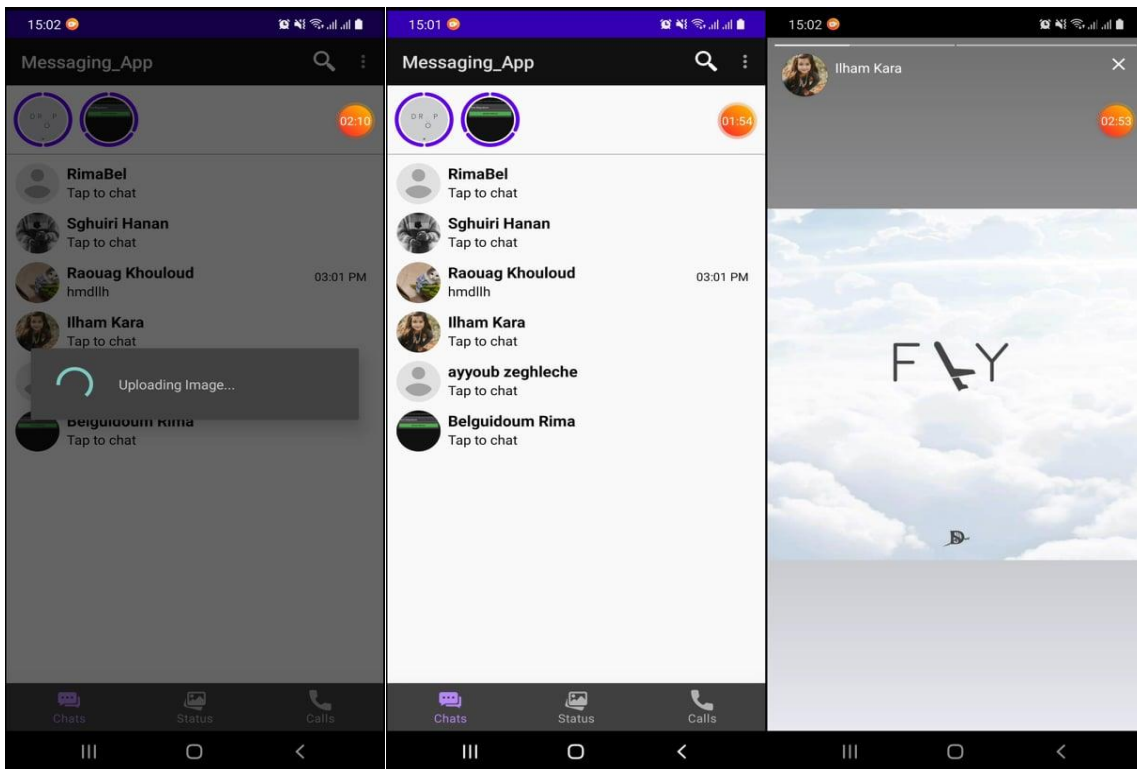 15:02
Messaging_App
DR P
O
02:10
RimaBel
Tap to chat
Sghuiri Hanan
Tap to chat
Raouag Khouloud
03:01 PM
hmdllh
Ilham Kara
Tap to chat
Uploading Image...
Belguidoum Rima
Tap to chat
Chats
Status
Calls
15:01
Messaging_App
DR P
O
01:54
RimaBel
Tap to chat
Sghuiri Hanan
Tap to chat
Raouag Khouloud
03:01 PM
hmdllh
Ilham Kara
Tap to chat
ayyoub zeghleche
Tap to chat
Belguidoum Rima
Tap to chat
Chats
Status
Calls
15:02
Ilham Kara
02:53
FLY